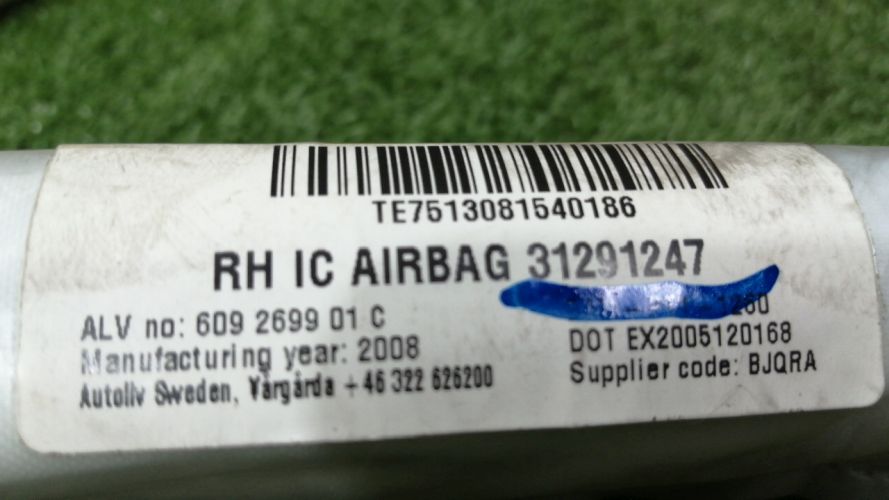 TE7513081540186
RH IC AIRBAG 31291247
ALV no: 609 2699 01 C
Manufacturing year: 2008
Autoliv Sweden, Vårgårda +46 322 626200
DOT EX2005120168
Supplier code: BJQRA